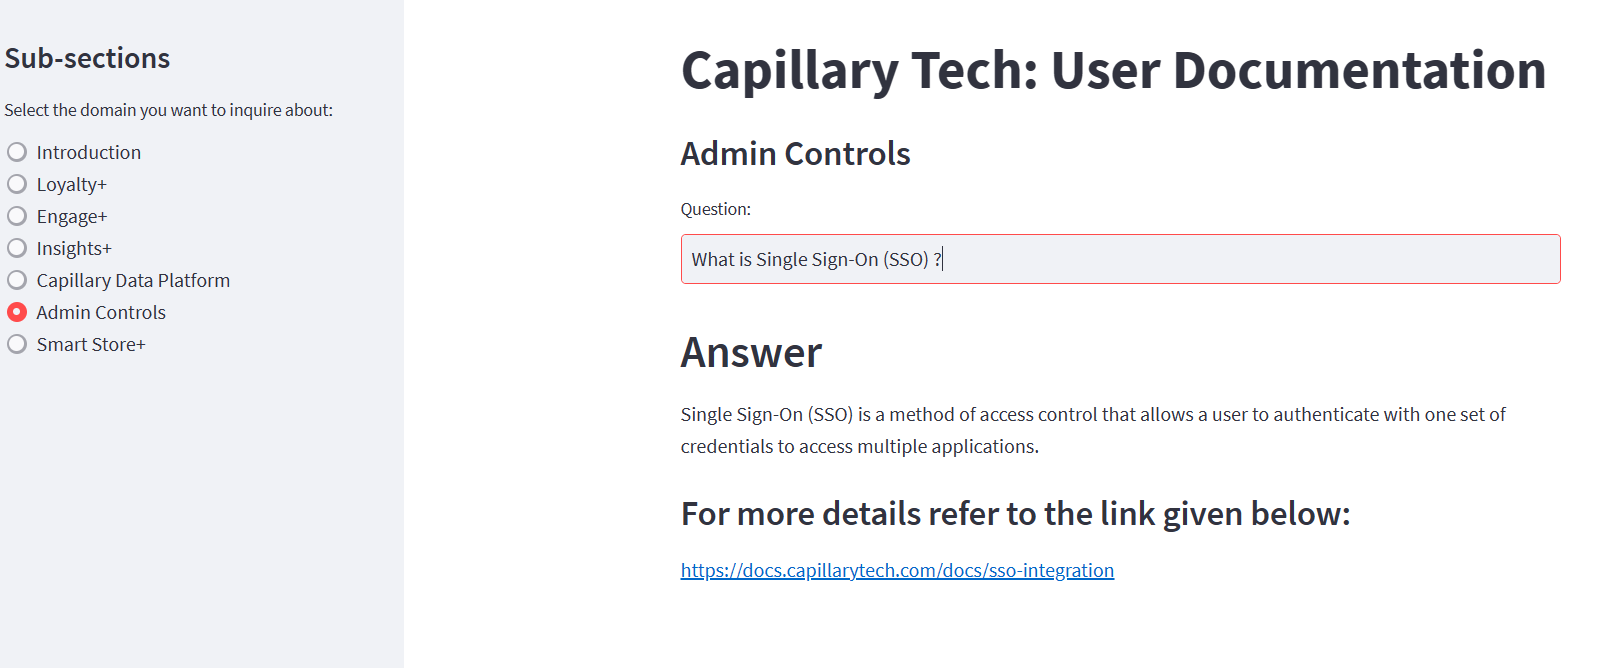 Sub-sections
Select the domain you want to inquire about:
Introduction
Loyalty+
Engage+
Insights+
Capillary Data Platform
Admin Controls
Smart Store+
Capillary Tech: User Documentation
Admin Controls
Question:
What is Single Sign-On (SSO) ?
Answer
Single Sign-On (SSO) is a method of access control that allows a user to authenticate with one set of
credentials to access multiple applications.
For more details refer to the link given below:
https://docs.capillarytech.com/docs/sso-integration